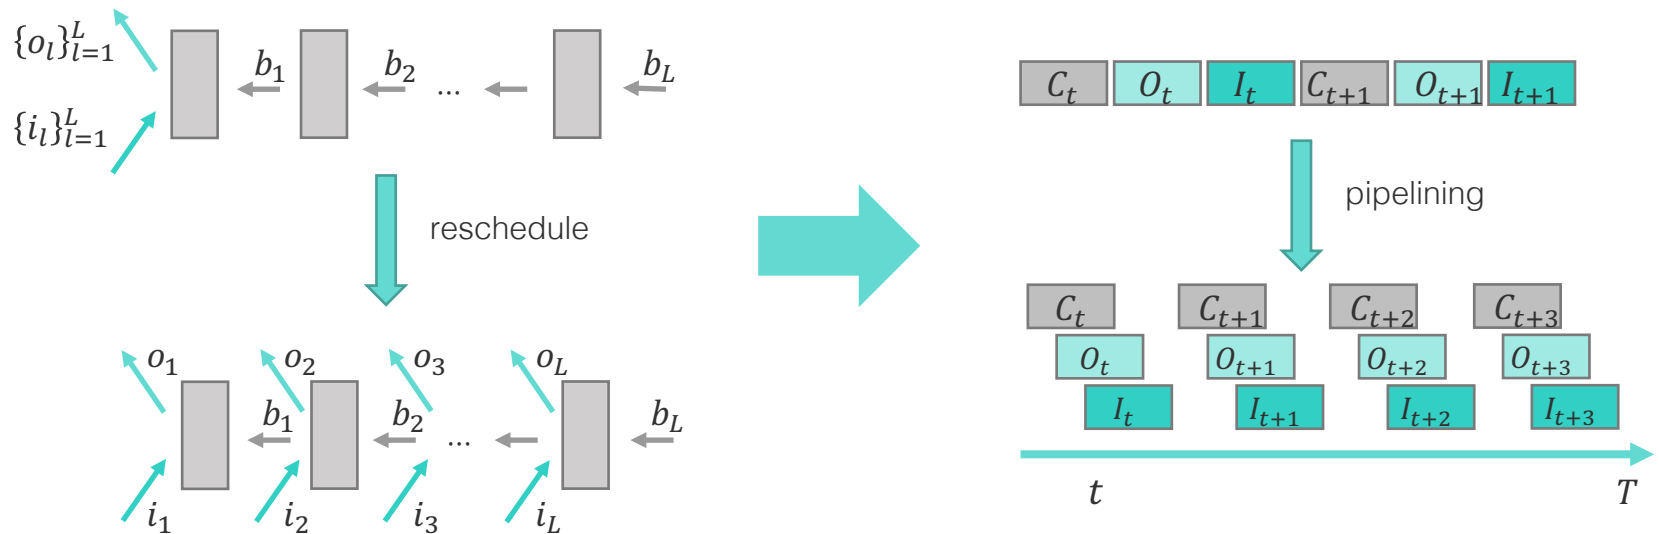 {o_l}_{l=1}^L
b_1
b_2
...
b_L
{i_l}_{l=1}^L
reschedule
o_1
o_2
o_3
o_L
b_1
b_2
...
b_L
i_1
i_2
i_3
i_L
C_t O_t I_t C_{t+1} O_{t+1} I_{t+1}
pipelining
C_t C_{t+1} C_{t+2} C_{t+3}
O_t O_{t+1} O_{t+2} O_{t+3}
I_t I_{t+1} I_{t+2} I_{t+3}
t T